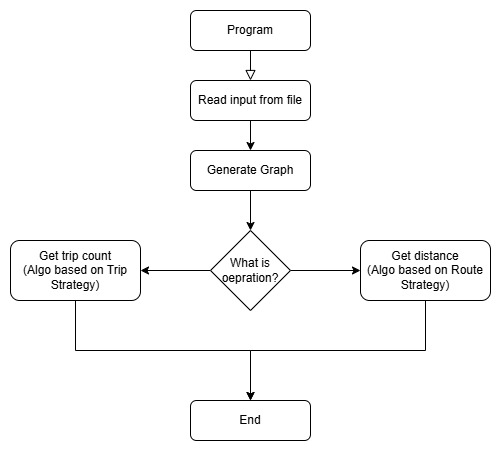 Program
Read input from file
Generate Graph
What is
oepration?
Get trip count
(Algo based on Trip
Strategy)
Get distance
(Algo based on Route
Strategy)
End